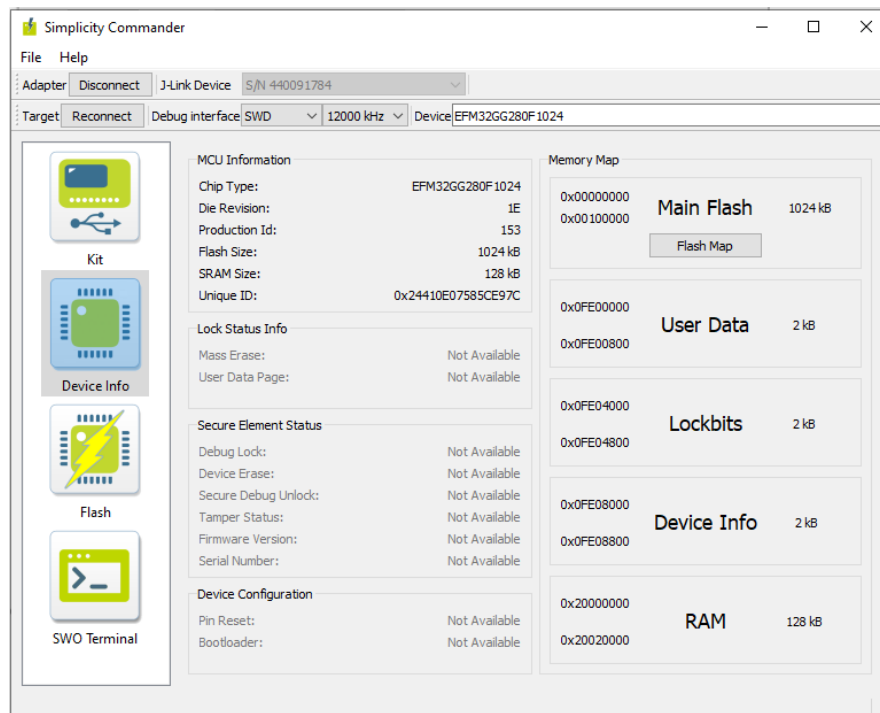 Simplicity Commander
File Help
Adapter Disconnect J-Link Device S/N 440091784
Target Reconnect Debug interface SWD 12000 kHz Device EFM32GG280F1024
Kit
Device Info
Flash
SWO Terminal
MCU Information
Chip Type: EFM32GG280F1024
Die Revision: 1E
Production Id: 153
Flash Size: 1024 kB
SRAM Size: 128 kB
Unique ID: 0x24410E07585CE97C
Lock Status Info
Mass Erase: Not Available
User Data Page: Not Available
Secure Element Status
Debug Lock: Not Available
Device Erase: Not Available
Secure Debug Unlock: Not Available
Tamper Status: Not Available
Firmware Version: Not Available
Serial Number: Not Available
Device Configuration
Pin Reset: Not Available
Bootloader: Not Available
Memory Map
0x00000000
Main Flash 1024 kB
0x00100000
Flash Map
0x0FE00000
User Data 2 kB
0x0FE00800
0x0FE04000
Lockbits 2 kB
0x0FE04800
0x0FE08000
Device Info 2 kB
0x0FE08800
0x20000000
RAM 128 kB
0x20020000